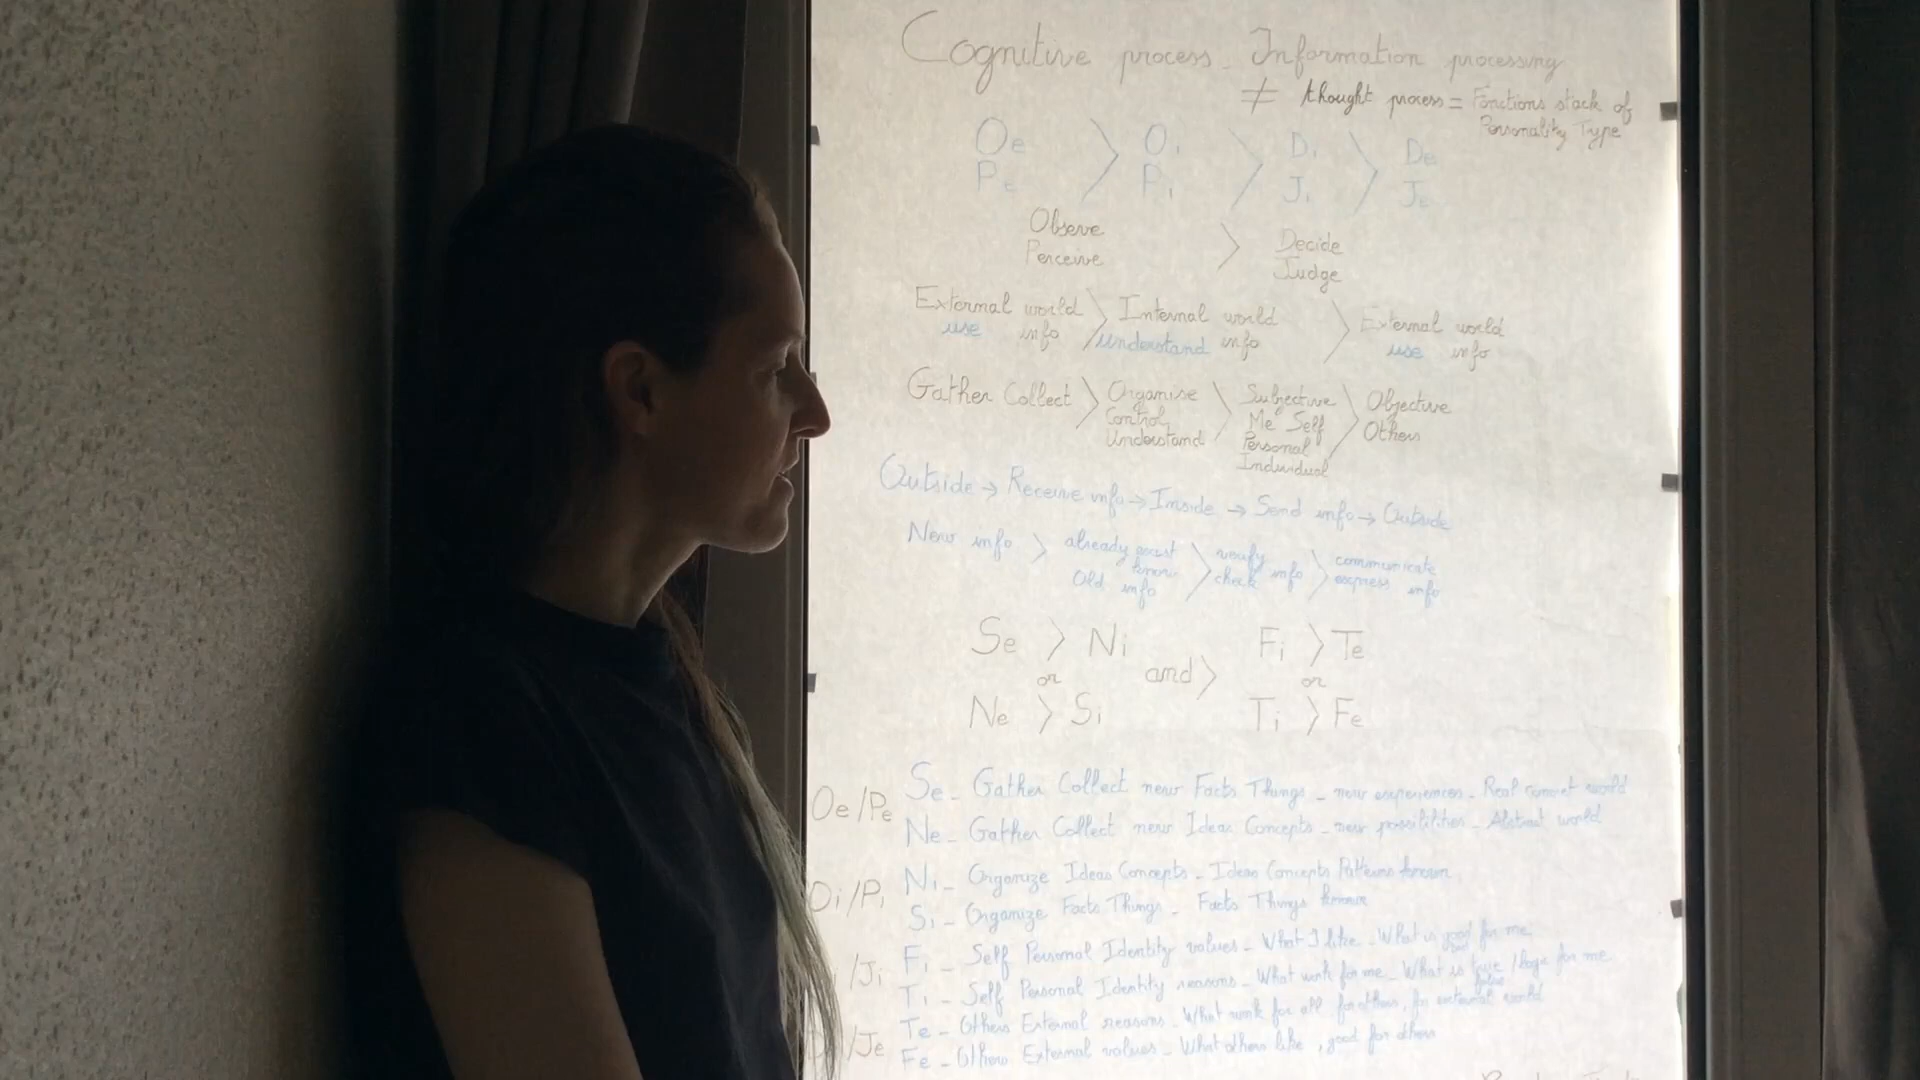 Cognitive process - Information processing
≠ thought process = Fonctions stack of
Personality Type
Oe > Oi > Di > De
Pe Pi Ji Je
Observe > Decide
Perceive Judge
External world > Internal world > External world
use info understand info use info
Gather Collect > Organise > Subjective > Objective
Control Me Self Others
Understand Personal
Individual
Outside → Receive info → Inside → Send info → Outside
New info > already exist > verify > communicate
know check info express info
Old info
Se > Ni and > Fi > Te
or or
Ne > Si Ti > Fe
Oe/Pe Se - Gather Collect new Facts Things - new experiences - Real concret world
Ne - Gather Collect new Ideas Concepts - new possibilities - Abstract world
Oi/Pi Ni - Organize Ideas Concepts - Ideas Concepts Patterns known
Si - Organize Facts Things - Facts Things known
/Ji Fi - Self Personal Identity values - What I like - What is good for me
Ti - Self Personal Identity reasons - What work for me - What is true /logic for me
false
/Je Te - Others External reasons - What work for all, for others, for external world
Fe - Others External values - What others like, good for others